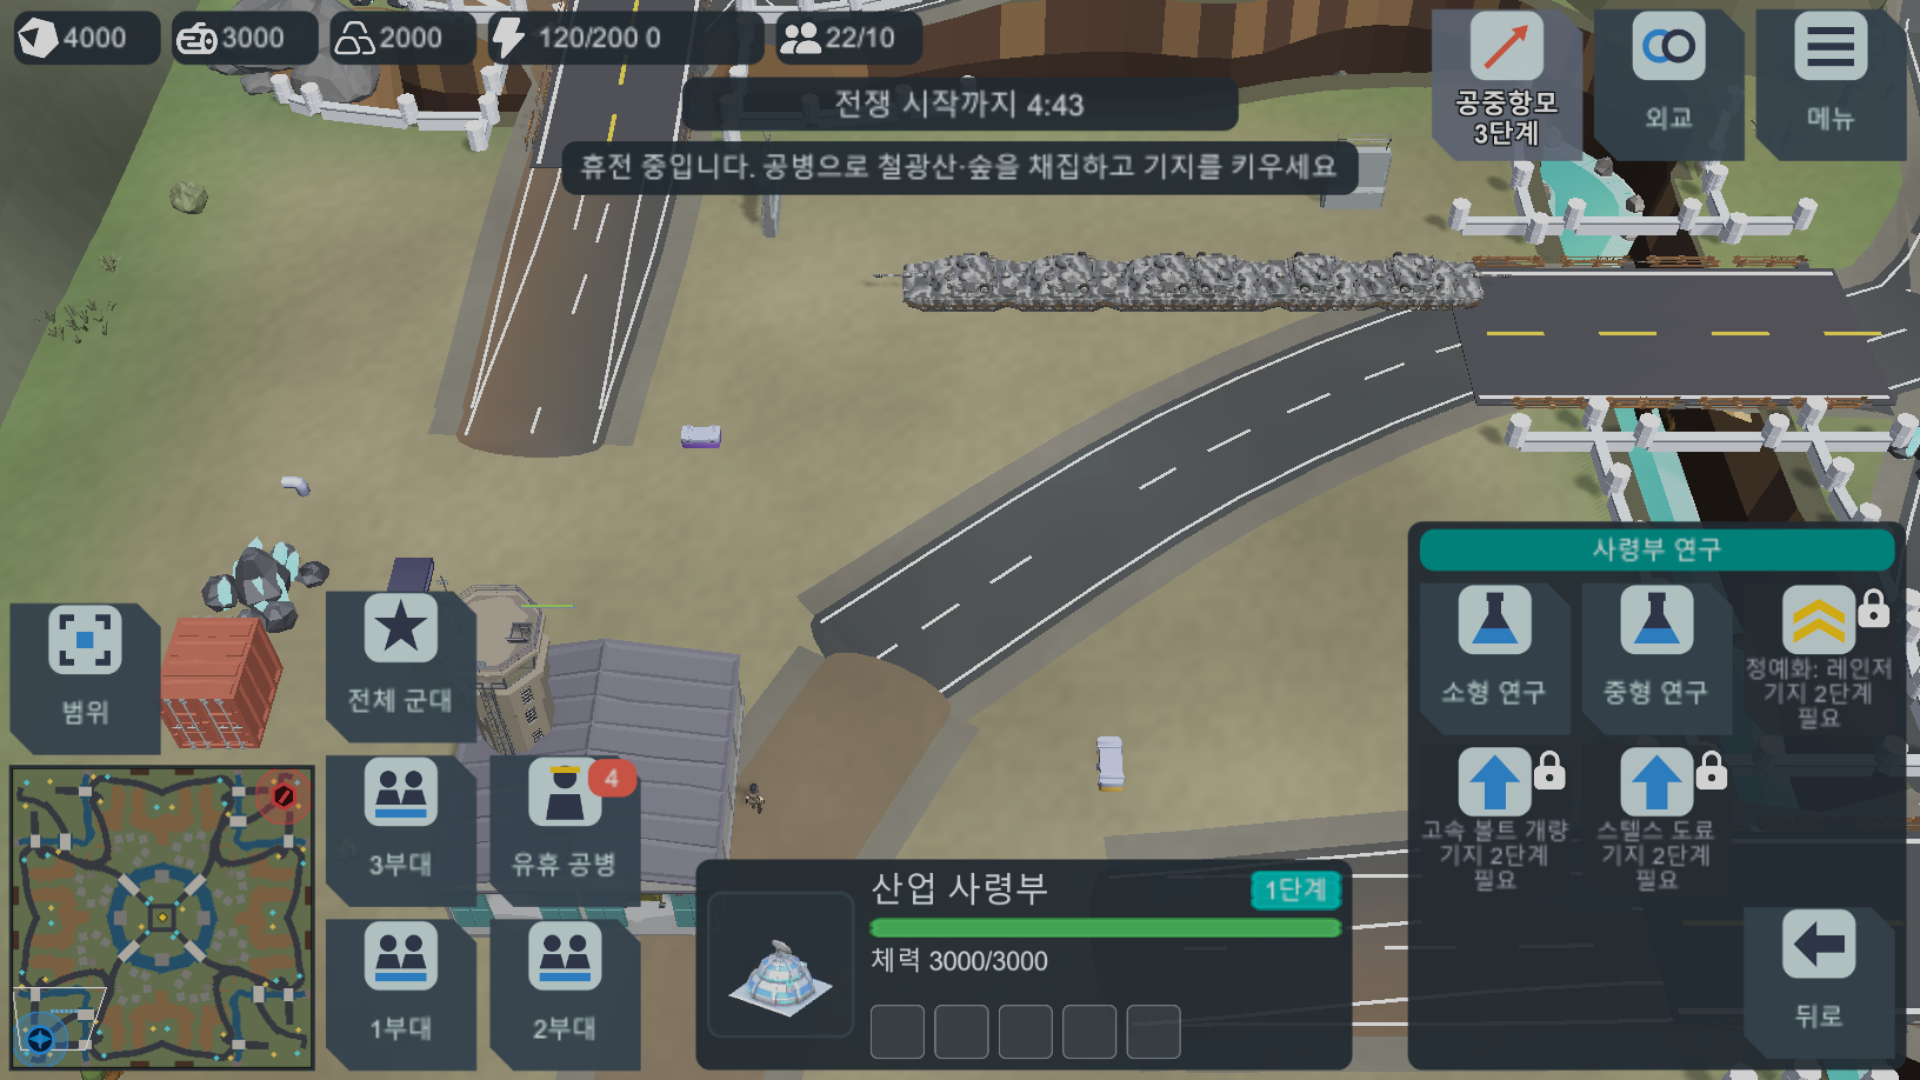 4000
3000
2000
120/200 0
22/10
전쟁 시작까지 4:43
휴전 중입니다. 공병으로 철광산·숲을 채집하고 기지를 키우세요
공중항모
3단계
외교
메뉴
범위
전체 군대
3부대
4
유휴 공병
1부대
2부대
산업 사령부
1단계
체력 3000/3000
사령부 연구
소형 연구
중형 연구
정예화: 레인저
기지 2단계
필요
고속 볼트 개량
기지 2단계
필요
스텔스 도료
기지 2단계
필요
뒤로